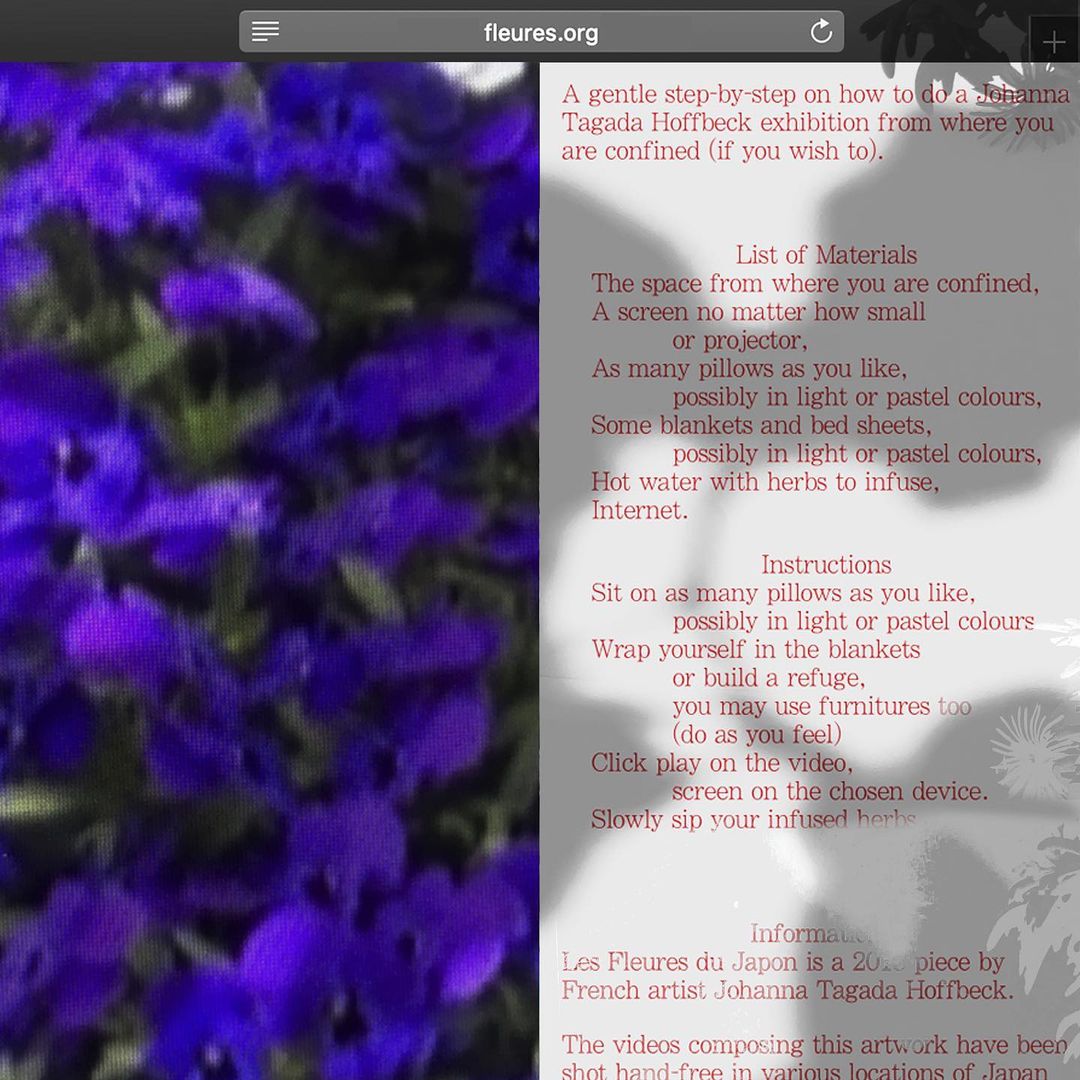 fleures.org
A gentle step-by-step on how to do a Johanna
Tagada Hoffbeck exhibition from where you
are confined (if you wish to).
List of Materials
The space from where you are confined,
A screen no matter how small
or projector,
As many pillows as you like,
possibly in light or pastel colours,
Some blankets and bed sheets,
possibly in light or pastel colours,
Hot water with herbs to infuse,
Internet.
Instructions
Sit on as many pillows as you like,
possibly in light or pastel colours
Wrap yourself in the blankets
or build a refuge,
you may use furnitures too
(do as you feel)
Click play on the video,
screen on the chosen device.
Slowly sip your infused herbs
Les Fleures du Japon is a piece by
French artist Johanna Tagada Hoffbeck.
The videos composing this artwork have been
shot hand-free in various locations of Japan